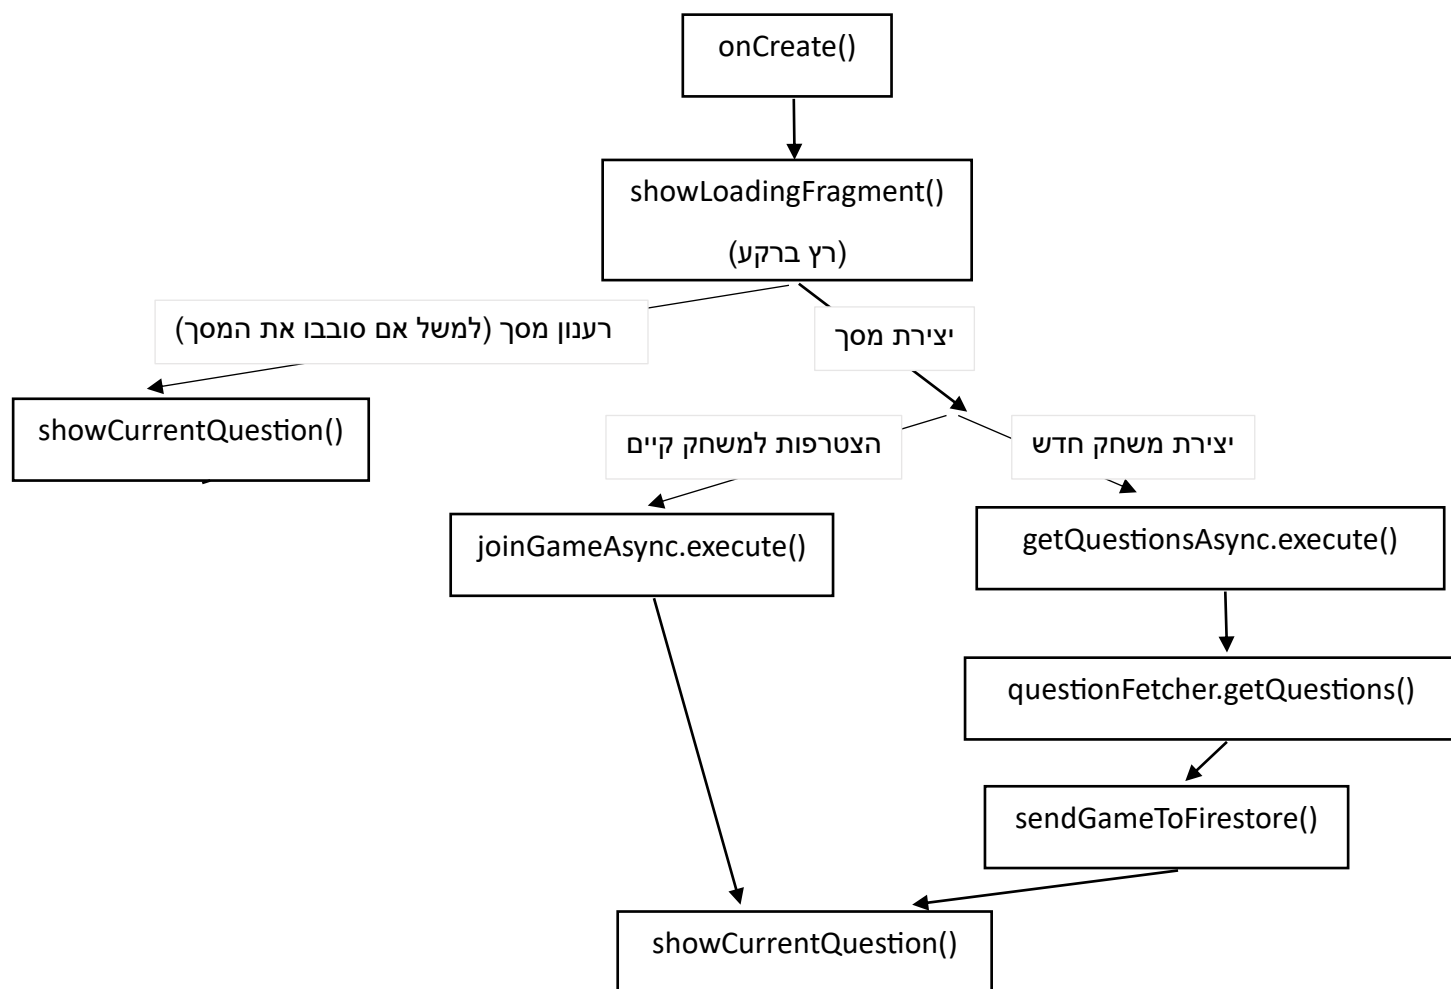 onCreate()
showLoadingFragment()
(רץ ברקע)
רענון מסך (למשל אם סובבו את המסך)
יצירת מסך
showCurrentQuestion()
הצטרפות למשחק קיים
יצירת משחק חדש
joinGameAsync.execute()
getQuestionsAsync.execute()
questionFetcher.getQuestions()
sendGameToFirestore()
showCurrentQuestion()